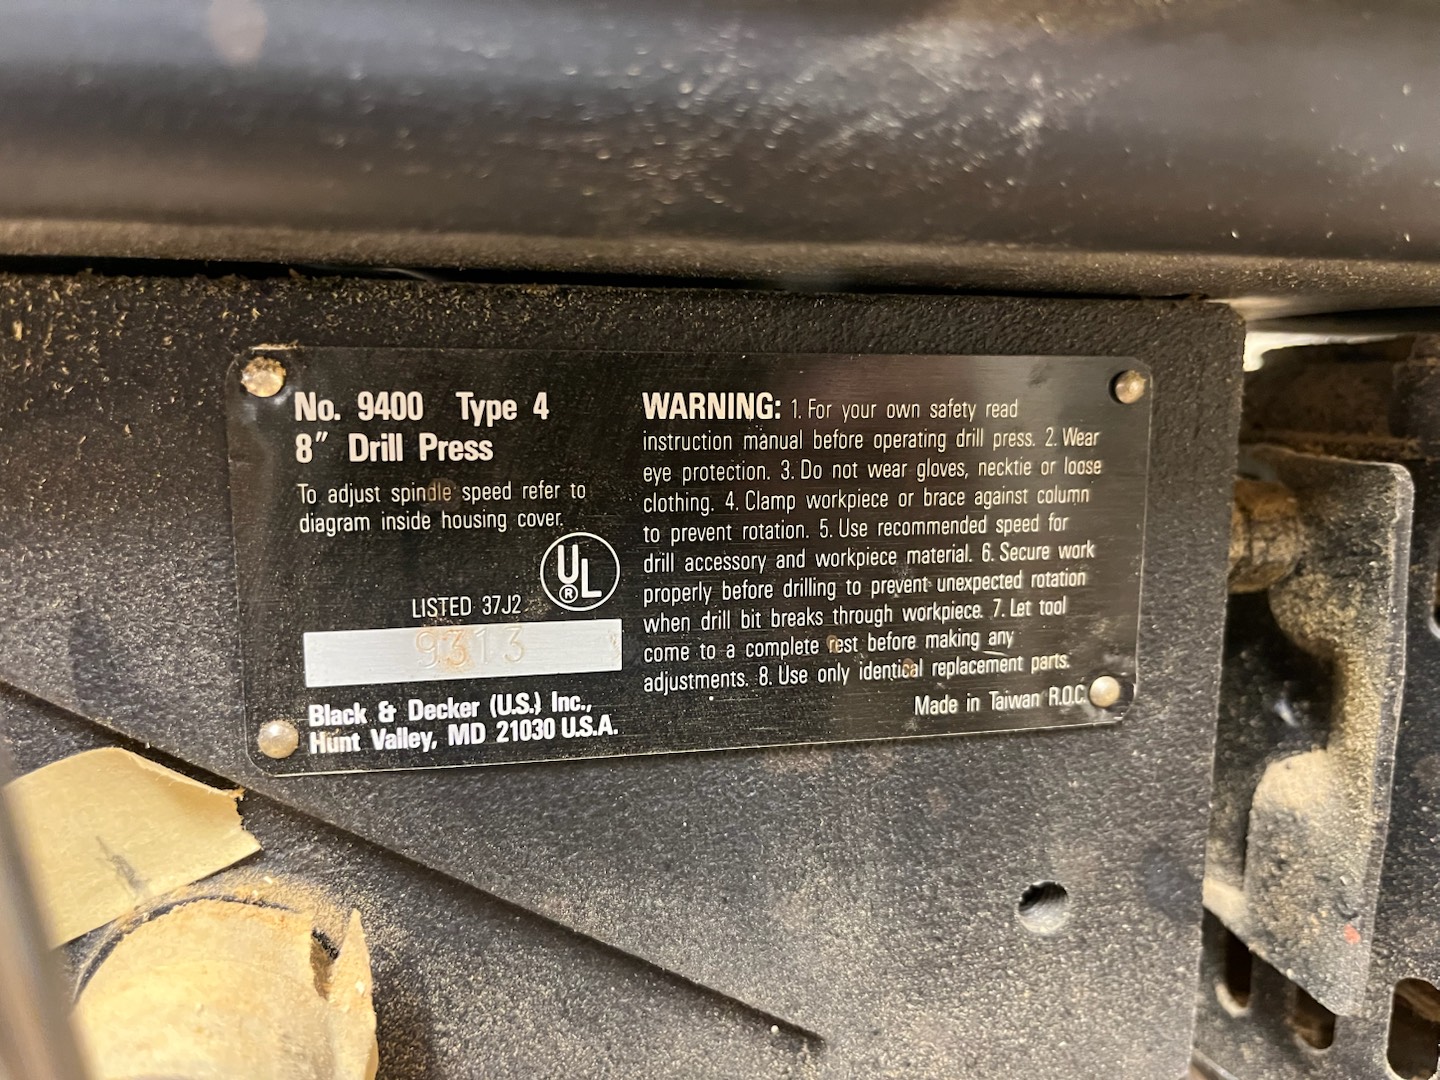 No. 9400 Type 4
8" Drill Press
To adjust spindle speed refer to
diagram inside housing cover.
UL
®
LISTED 37J2
9313
Black & Decker (U.S.) Inc.,
Hunt Valley, MD 21030 U.S.A.
WARNING: 1. For your own safety read
instruction manual before operating drill press. 2. Wear
eye protection. 3. Do not wear gloves, necktie or loose
clothing. 4. Clamp workpiece or brace against column
to prevent rotation. 5. Use recommended speed for
drill accessory and workpiece material. 6. Secure work
properly before drilling to prevent unexpected rotation
when drill bit breaks through workpiece. 7. Let tool
come to a complete rest before making any
adjustments. 8. Use only identical replacement parts.
Made in Taiwan R.O.C.